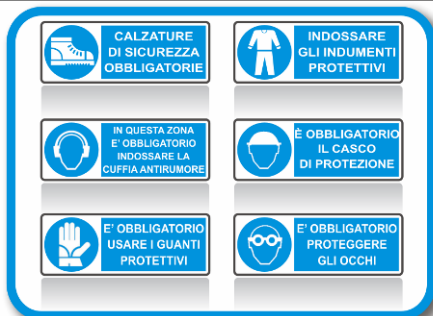 CALZATURE
DI SICUREZZA
OBBLIGATORIE
INDOSSARE
GLI INDUMENTI
PROTETTIVI
IN QUESTA ZONA
E' OBBLIGATORIO
INDOSSARE LA
CUFFIA ANTIRUMORE
È OBBLIGATORIO
IL CASCO
DI PROTEZIONE
E' OBBLIGATORIO
USARE I GUANTI
PROTETTIVI
E' OBBLIGATORIO
PROTEGGERE
GLI OCCHI